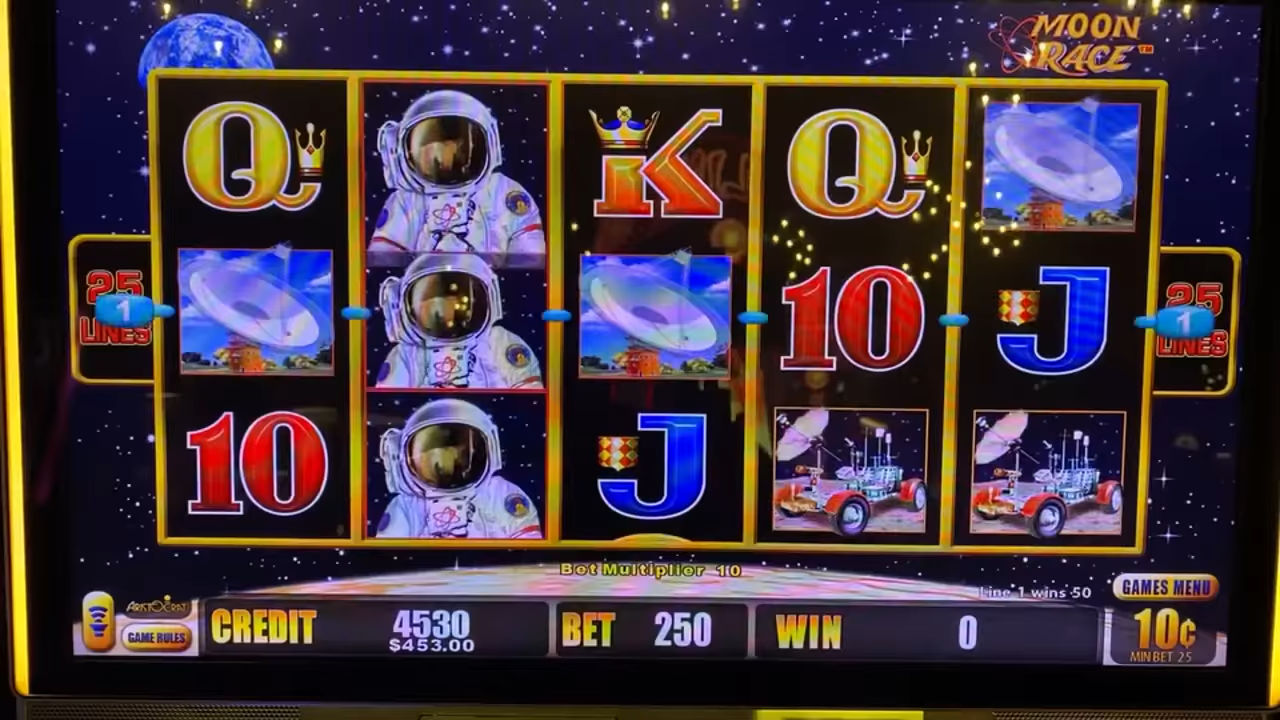 MOON
RACE™
Q K Q
25
LINES
1
10 J
25
LINES
1
10 J
Bet Multiplier 10
Line 1 wins 50
GAMES MENU
ARISTOCRAT
GAME RULES
CREDIT 4530
$453.00
BET 250
WIN 0
10¢
MIN BET 25